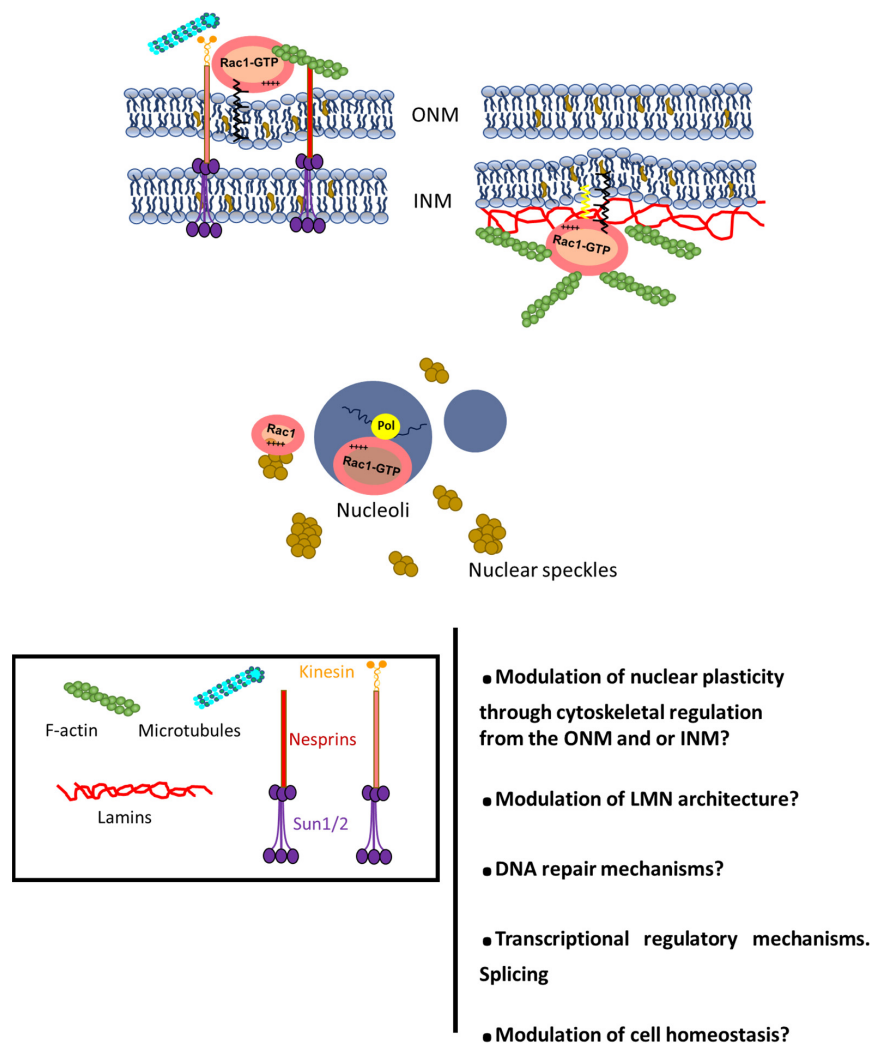 Rac1-GTP
++++
ONM
INM
++++
Rac1-GTP
Rac1
++++
Pol
++++
Rac1-GTP
Nucleoli
Nuclear speckles
Kinesin
F-actin
Microtubules
Nesprins
Lamins
Sun1/2
• Modulation of nuclear plasticity
through cytoskeletal regulation
from the ONM and or INM?
• Modulation of LMN architecture?
• DNA repair mechanisms?
• Transcriptional regulatory mechanisms.
Splicing
• Modulation of cell homeostasis?